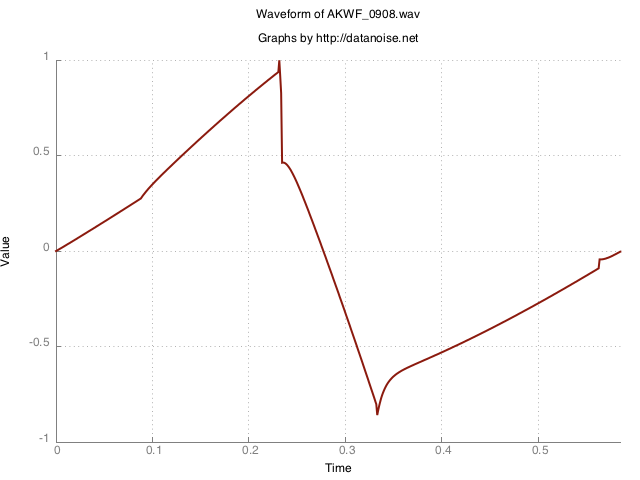 Waveform of AKWF_0908.wav
Graphs by http://datanoise.net
1
0.5
0
-0.5
-1
Value
0 0.1 0.2 0.3 0.4 0.5
Time